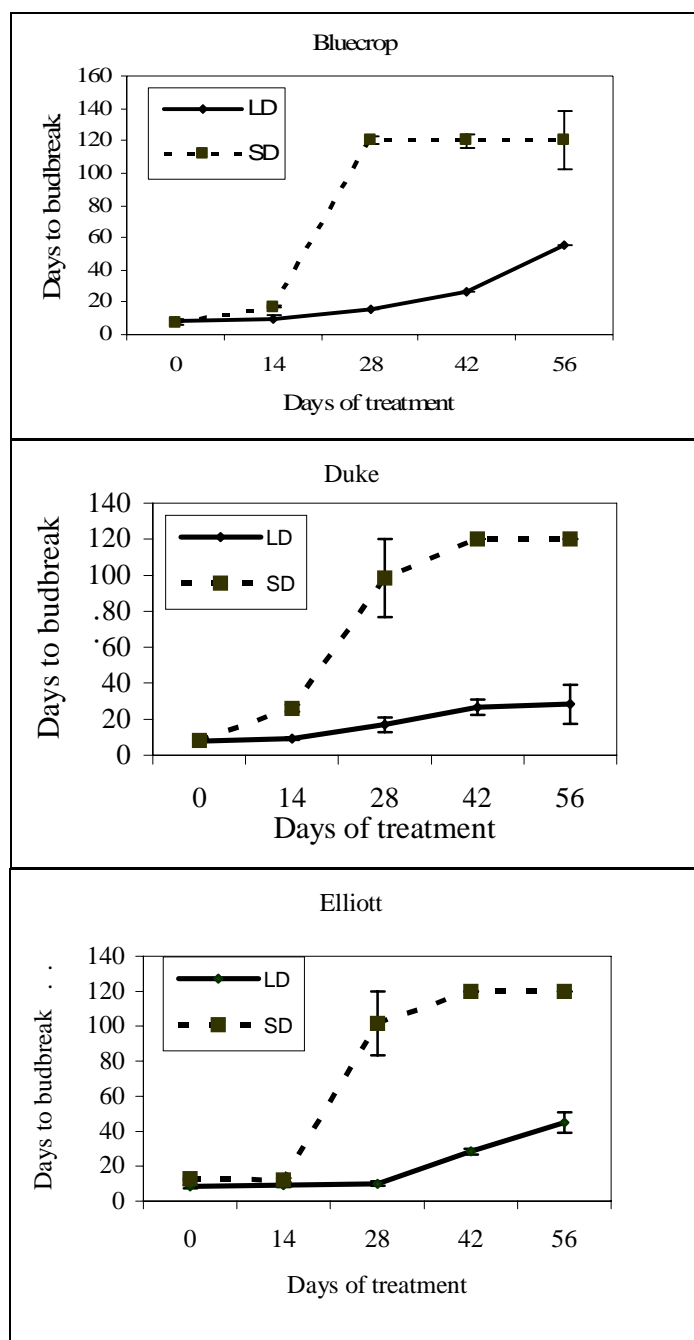 Bluecrop
160
140
120
100
80
60
40
20
0
Days to budbreak
LD
SD
0 14 28 42 56
Days of treatment
Duke
140
120
100
80
60
40
20
0
Days to budbreak . .
LD
SD
0 14 28 42 56
Days of treatment
Elliott
140
120
100
80
60
40
20
0
Days to budbreak . .
LD
SD
0 14 28 42 56
Days of treatment